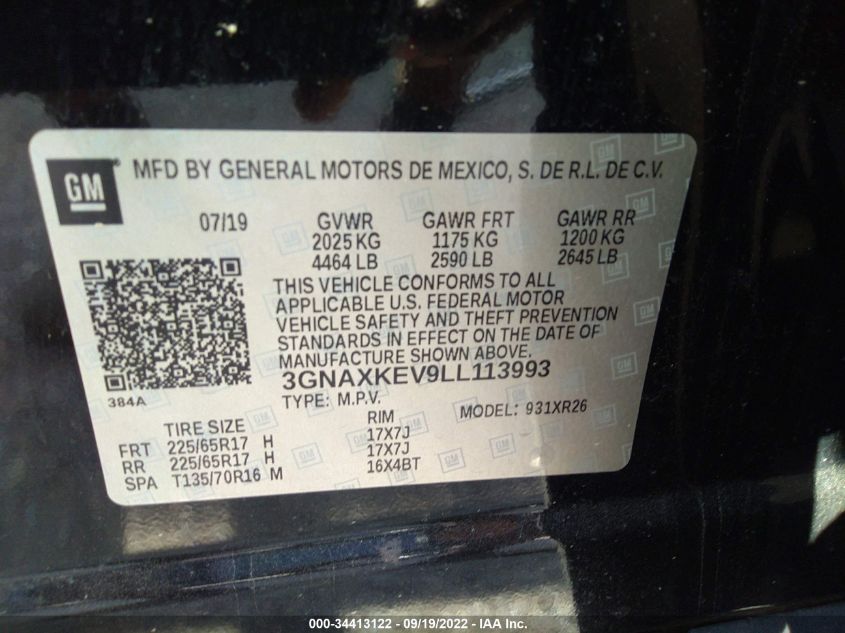 GM MFD BY GENERAL MOTORS DE MEXICO, S. DE R.L. DE C.V.
07/19 GVWR GAWR FRT GAWR RR
2025 KG 1175 KG 1200 KG
4464 LB 2590 LB 2645 LB
THIS VEHICLE CONFORMS TO ALL
APPLICABLE U.S. FEDERAL MOTOR
VEHICLE SAFETY AND THEFT PREVENTION
STANDARDS IN EFFECT ON THE DATE OF
MANUFACTURE SHOWN ABOVE.
3GNAXKEV9LL113993
384A
TYPE: M.P.V. MODEL: 931XR26
TIRE SIZE RIM
FRT 225/65R17 H 17X7J
RR 225/65R17 H 17X7J
SPA T135/70R16 M 16X4BT
000-34413122 - 09/19/2022 - IAA Inc.